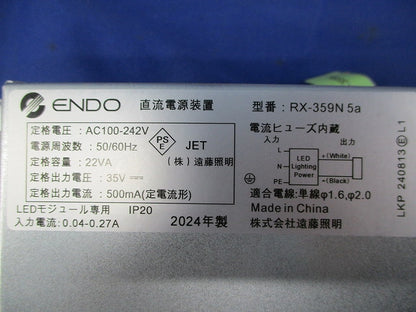 ENDO 直流電源装置 型番: RX-359N 5a
定格電圧: AC100-242V
電源周波数: 50/60Hz
定格容量: 22VA
定格出力電圧: 35V
定格出力電流: 500mA(定電流形)
PS
E
JET
(株)遠藤照明
LEDモジュール専用 IP20
入力電流: 0.04-0.27A
2024年製
電流ヒューズ内蔵
入力 出力
L
N
PE
LED
Lighting
Power
+(White)
-(Black)
適合電線:単線φ1.6, φ2.0
Made in China
株式会社遠藤照明
LKP 240813 E L1